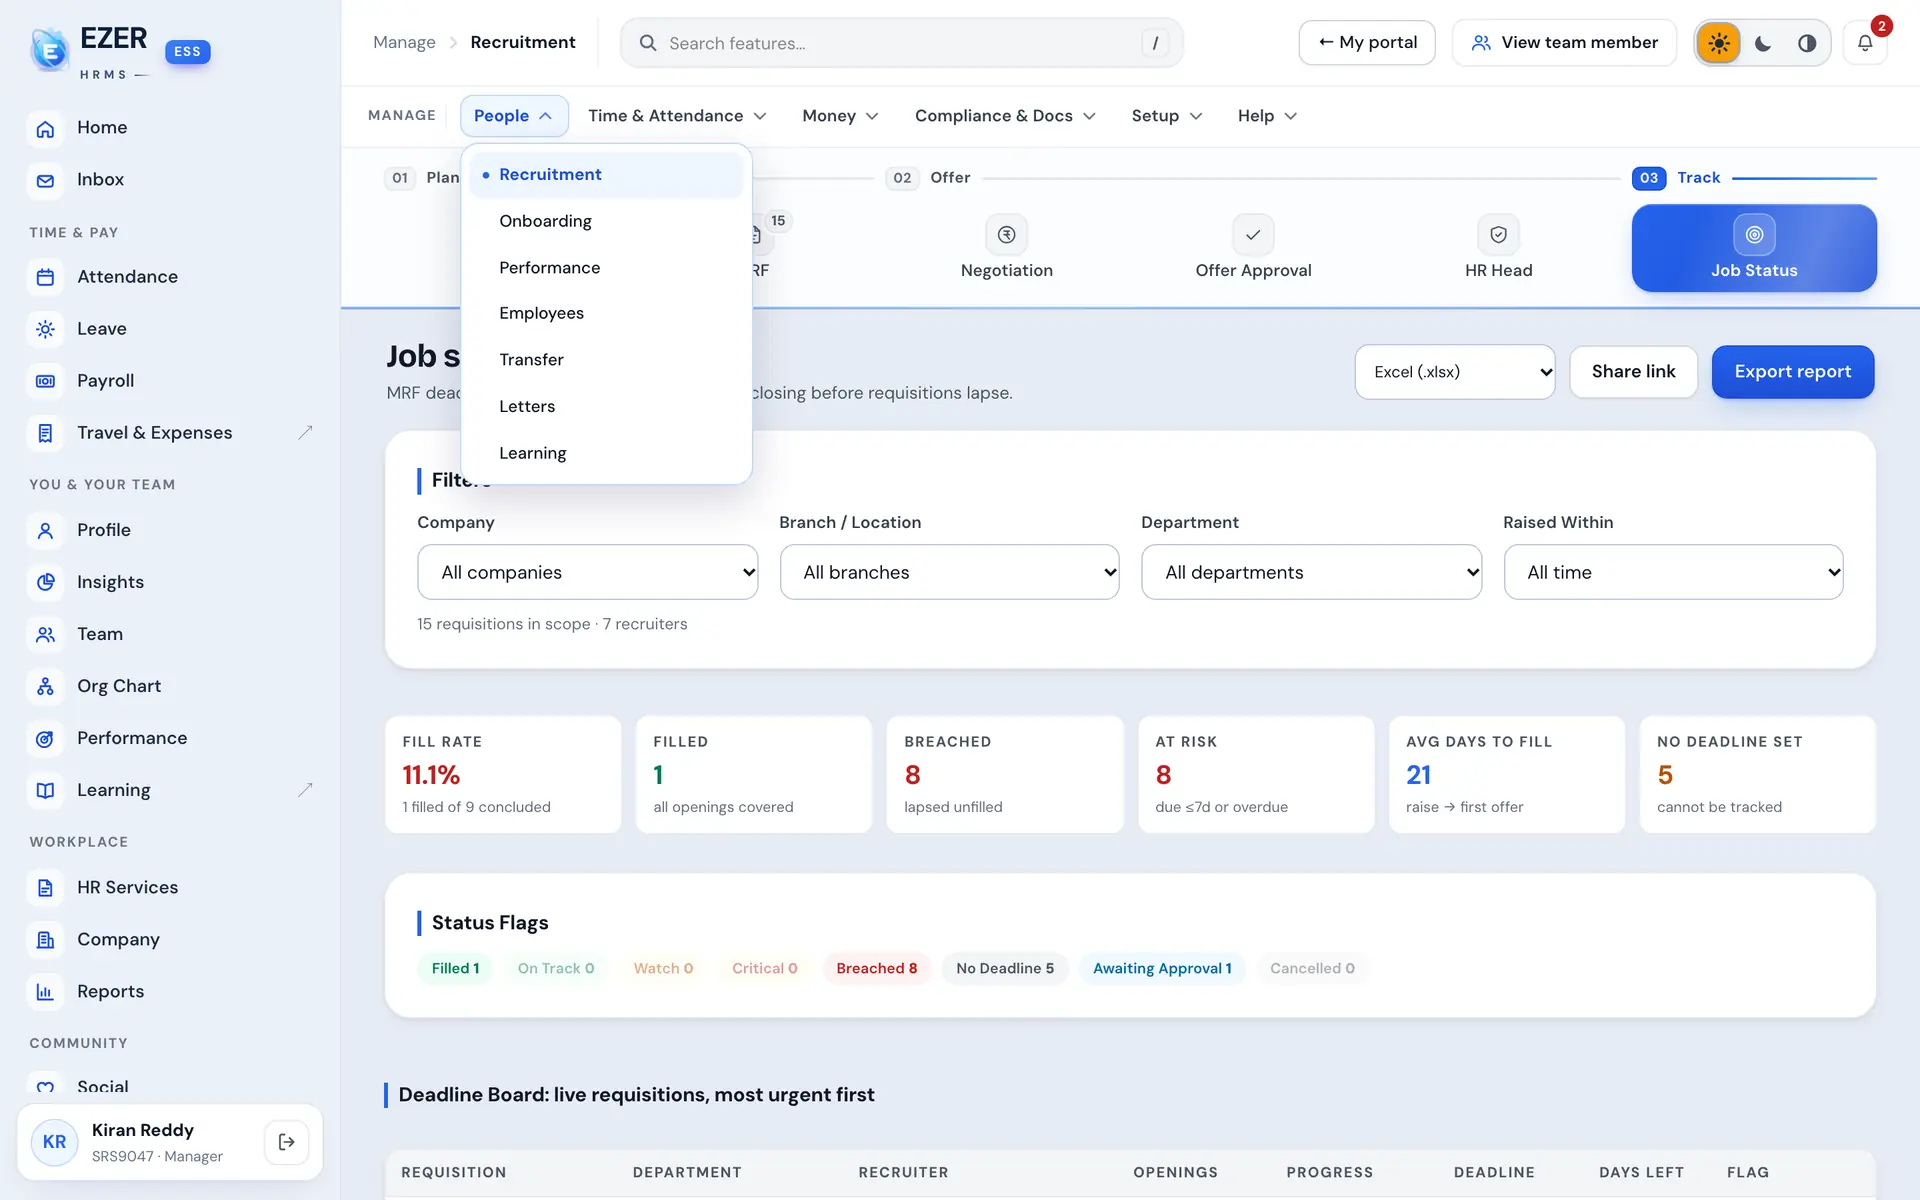 EZER
HRMS
ESS
Home
Inbox
TIME & PAY
Attendance
Leave
Payroll
Travel & Expenses
YOU & YOUR TEAM
Profile
Insights
Team
Org Chart
Performance
Learning
WORKPLACE
HR Services
Company
Reports
COMMUNITY
Social
KR
Kiran Reddy
SRS9047 · Manager
Manage > Recruitment
Search features... /
← My portal
View team member
2
MANAGE
People
Time & Attendance
Money
Compliance & Docs
Setup
Help
Recruitment
Onboarding
Performance
Employees
Transfer
Letters
Learning
01 Plan
02 Offer
03 Track
15
RF
Negotiation
Offer Approval
HR Head
Job Status
Job s
MRF dead
closing before requisitions lapse.
Excel (.xlsx)
Share link
Export report
Filters
Company
Branch / Location
Department
Raised Within
All companies
All branches
All departments
All time
15 requisitions in scope · 7 recruiters
FILL RATE
11.1%
1 filled of 9 concluded
FILLED
1
all openings covered
BREACHED
8
lapsed unfilled
AT RISK
8
due ≤7d or overdue
AVG DAYS TO FILL
21
raise → first offer
NO DEADLINE SET
5
cannot be tracked
Status Flags
Filled 1
On Track 0
Watch 0
Critical 0
Breached 8
No Deadline 5
Awaiting Approval 1
Cancelled 0
Deadline Board: live requisitions, most urgent first
REQUISITION DEPARTMENT RECRUITER OPENINGS PROGRESS DEADLINE DAYS LEFT FLAG